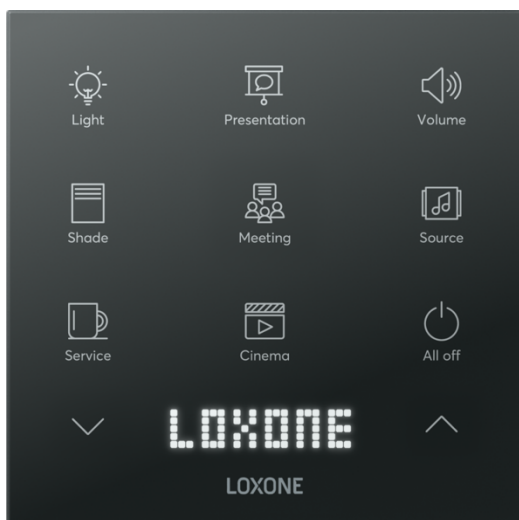 Light Presentation Volume
Shade Meeting Source
Service Cinema All off
LOXONE
LOXONE